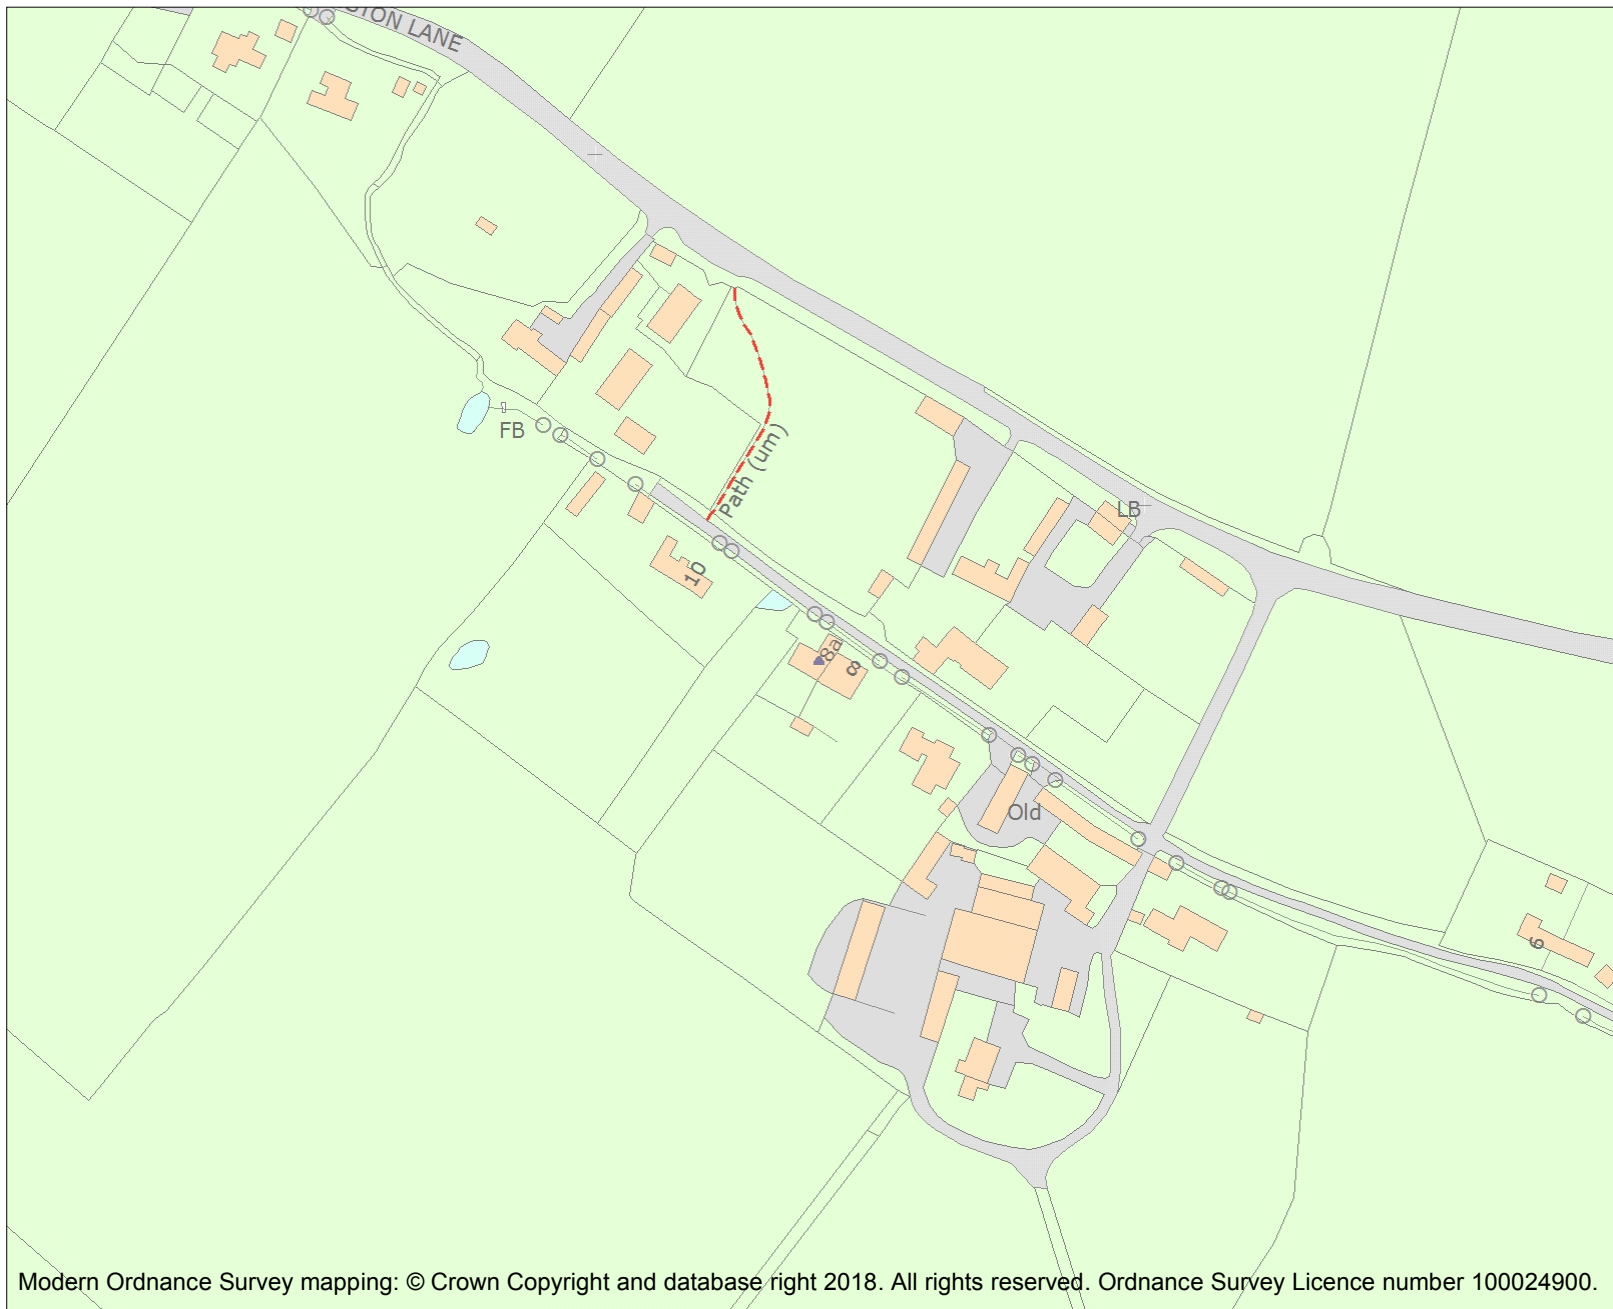 LANE
FB
Path (um)
LB
10
8a
8
Old
6
Modern Ordnance Survey mapping: © Crown Copyright and database right 2018. All rights reserved. Ordnance Survey Licence number 100024900.